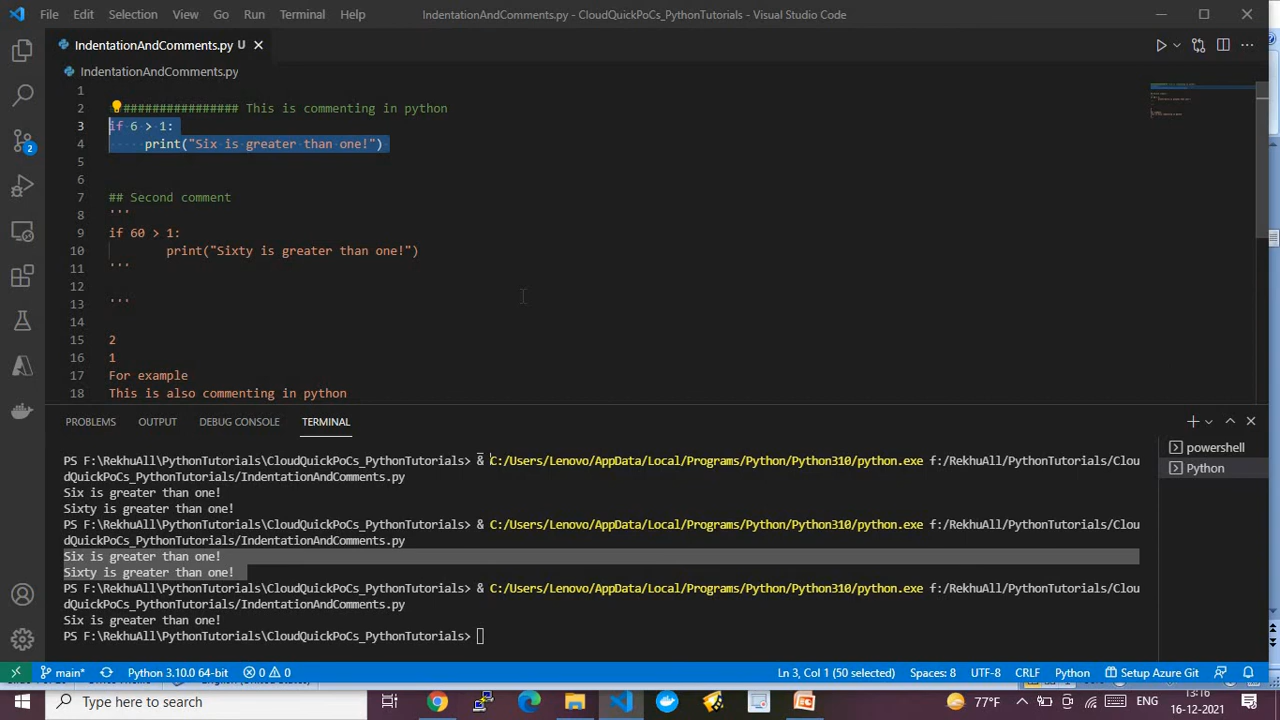 File Edit Selection View Go Run Terminal Help IndentationAndComments.py - CloudQuickPoCs_PythonTutorials - Visual Studio Code
IndentationAndComments.py U
IndentationAndComments.py
1
2 ################ This is commenting in python
3 if 6 > 1:
4 print("Six is greater than one!")
5
6
7 ## Second comment
8 '''
9 if 60 > 1:
10 print("Sixty is greater than one!")
11 '''
12
13 '''
14
15 2
16 1
17 For example
18 This is also commenting in python
2
PROBLEMS OUTPUT DEBUG CONSOLE TERMINAL
PS F:\RekhuAll\PythonTutorials\CloudQuickPoCs_PythonTutorials> & C:/Users/Lenovo/AppData/Local/Programs/Python/Python310/python.exe f:/RekhuAll/PythonTutorials/Clou
dQuickPoCs_PythonTutorials/IndentationAndComments.py
Six is greater than one!
Sixty is greater than one!
PS F:\RekhuAll\PythonTutorials\CloudQuickPoCs_PythonTutorials> & C:/Users/Lenovo/AppData/Local/Programs/Python/Python310/python.exe f:/RekhuAll/PythonTutorials/Clou
dQuickPoCs_PythonTutorials/IndentationAndComments.py
Six is greater than one!
Sixty is greater than one!
PS F:\RekhuAll\PythonTutorials\CloudQuickPoCs_PythonTutorials> & C:/Users/Lenovo/AppData/Local/Programs/Python/Python310/python.exe f:/RekhuAll/PythonTutorials/Clou
dQuickPoCs_PythonTutorials/IndentationAndComments.py
Six is greater than one!
PS F:\RekhuAll\PythonTutorials\CloudQuickPoCs_PythonTutorials>
powershell
Python
main* Python 3.10.0 64-bit 0 0 Ln 3, Col 1 (50 selected) Spaces: 8 UTF-8 CRLF Python Setup Azure Git
Type here to search 77°F ENG 13:16
16-12-2021